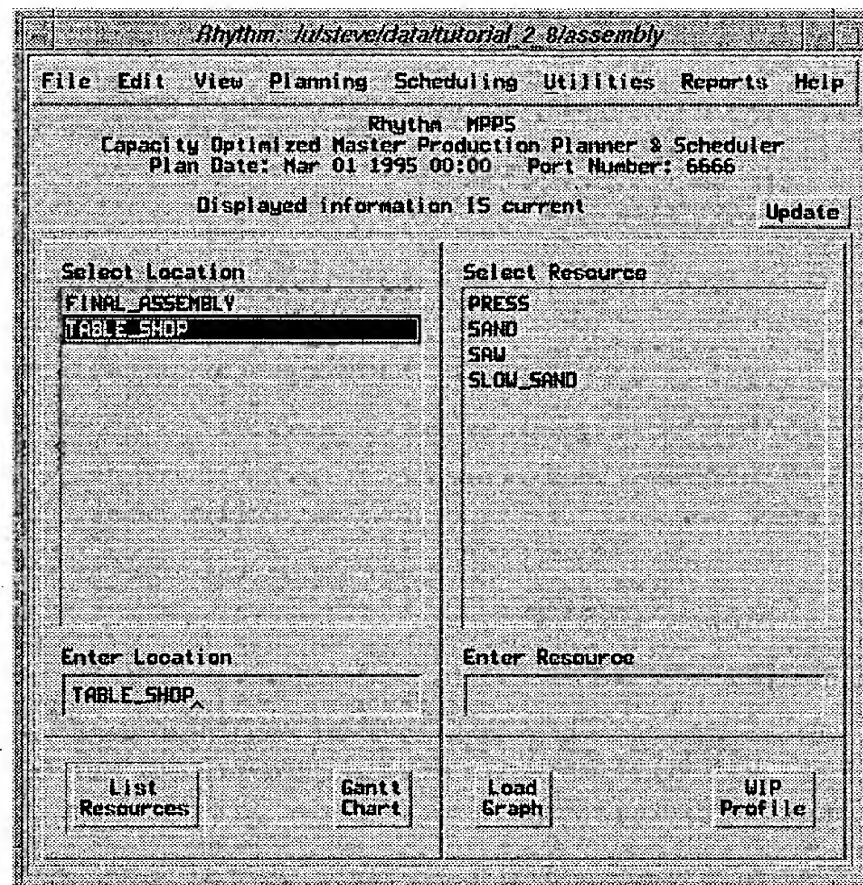 Rhythm: /u/steve/data/tutorial_2_8/assembly
File Edit View Planning Scheduling Utilities Reports Help
Rhythm MPPS
Capacity Optimized Master Production Planner & Scheduler
Plan Date: Mar 01 1995 00:00 Port Number: 6666
Displayed information IS current
Update
Select Location
FINAL_ASSEMBLY
TABLE_SHOP
Enter Location
TABLE_SHOP
List
Resources
Gantt
Chart
Select Resource
PRESS
SAND
SAW
SLOW_SAND
Enter Resource
Load
Graph
WIP
Profile